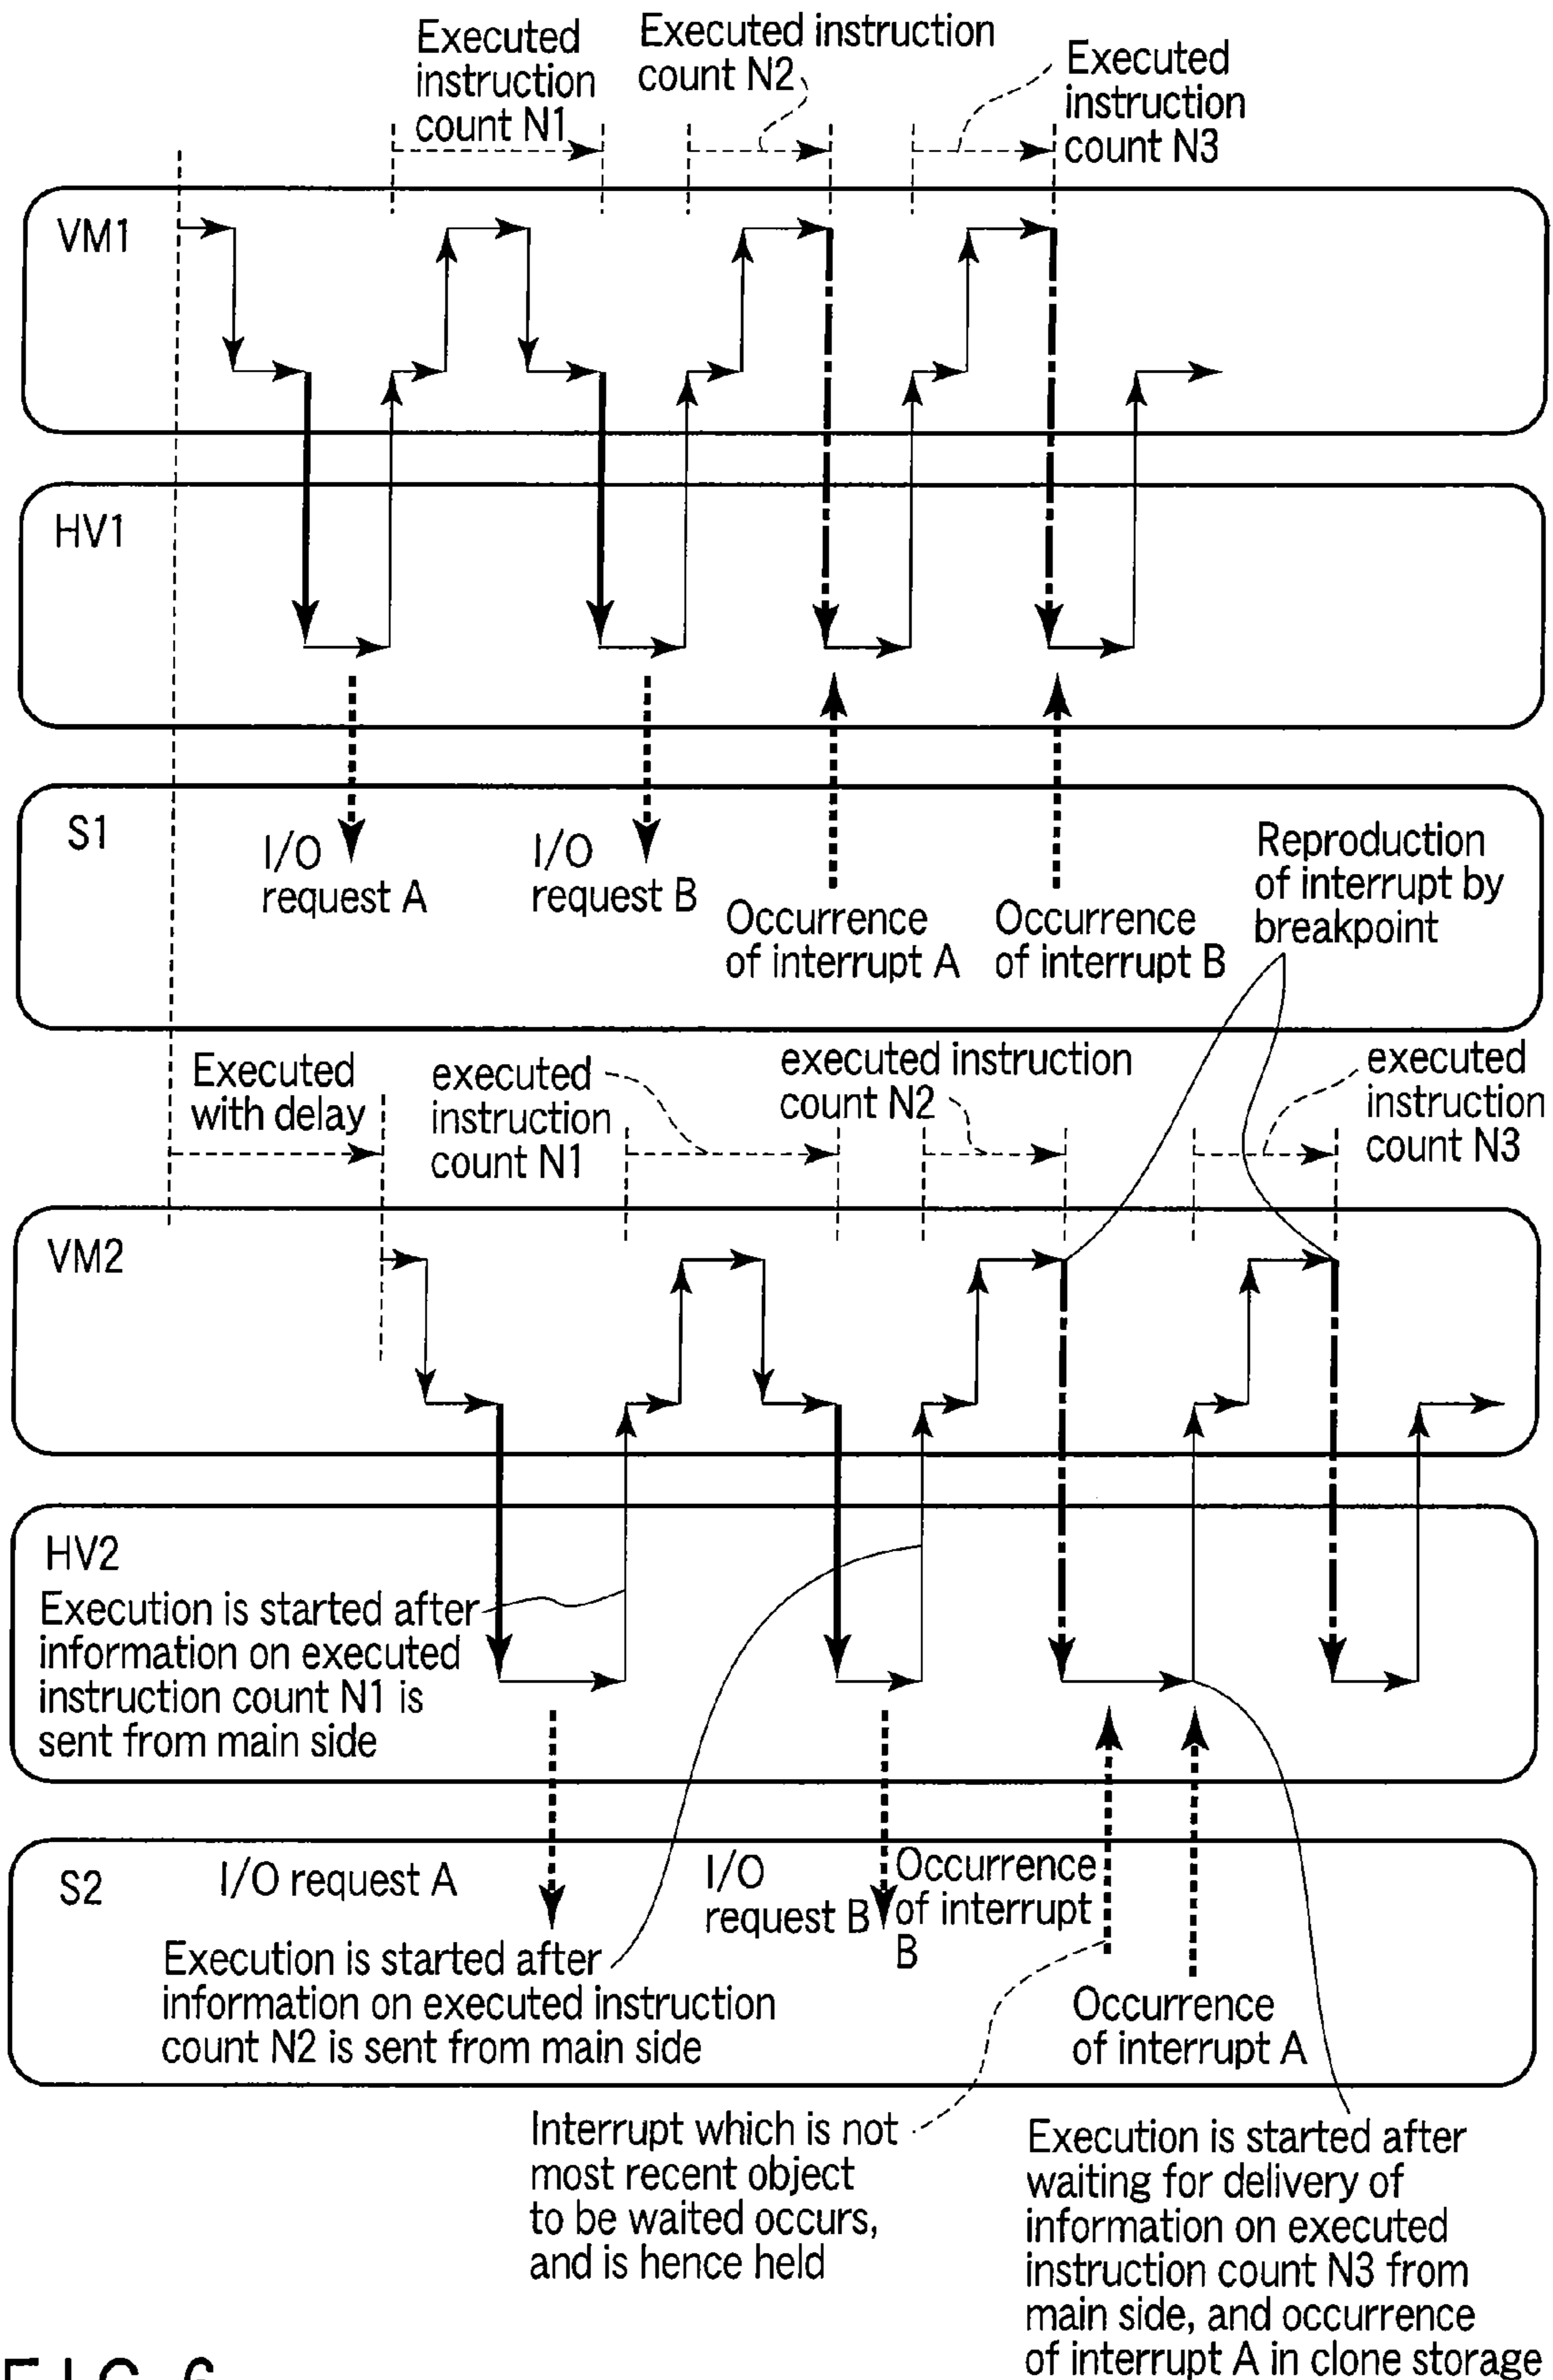 Executed
instruction
count N1
Executed instruction
count N2
Executed
instruction
count N3
VM1
HV1
S1
I/O
request A
I/O
request B
Occurrence
of interrupt A
Occurrence
of interrupt B
Reproduction
of interrupt by
breakpoint
Executed
with delay
executed
instruction
count N1
executed instruction
count N2
executed
instruction
count N3
VM2
HV2
Execution is started after
information on executed
instruction count N1 is
sent from main side
S2
I/O request A
I/O
request B
Occurrence
of interrupt
B
Execution is started after
information on executed instruction
count N2 is sent from main side
Occurrence
of interrupt A
Interrupt which is not
most recent object
to be waited occurs,
and is hence held
Execution is started after
waiting for delivery of
information on executed
instruction count N3 from
main side, and occurrence
of interrupt A in clone storage
FIG. 6